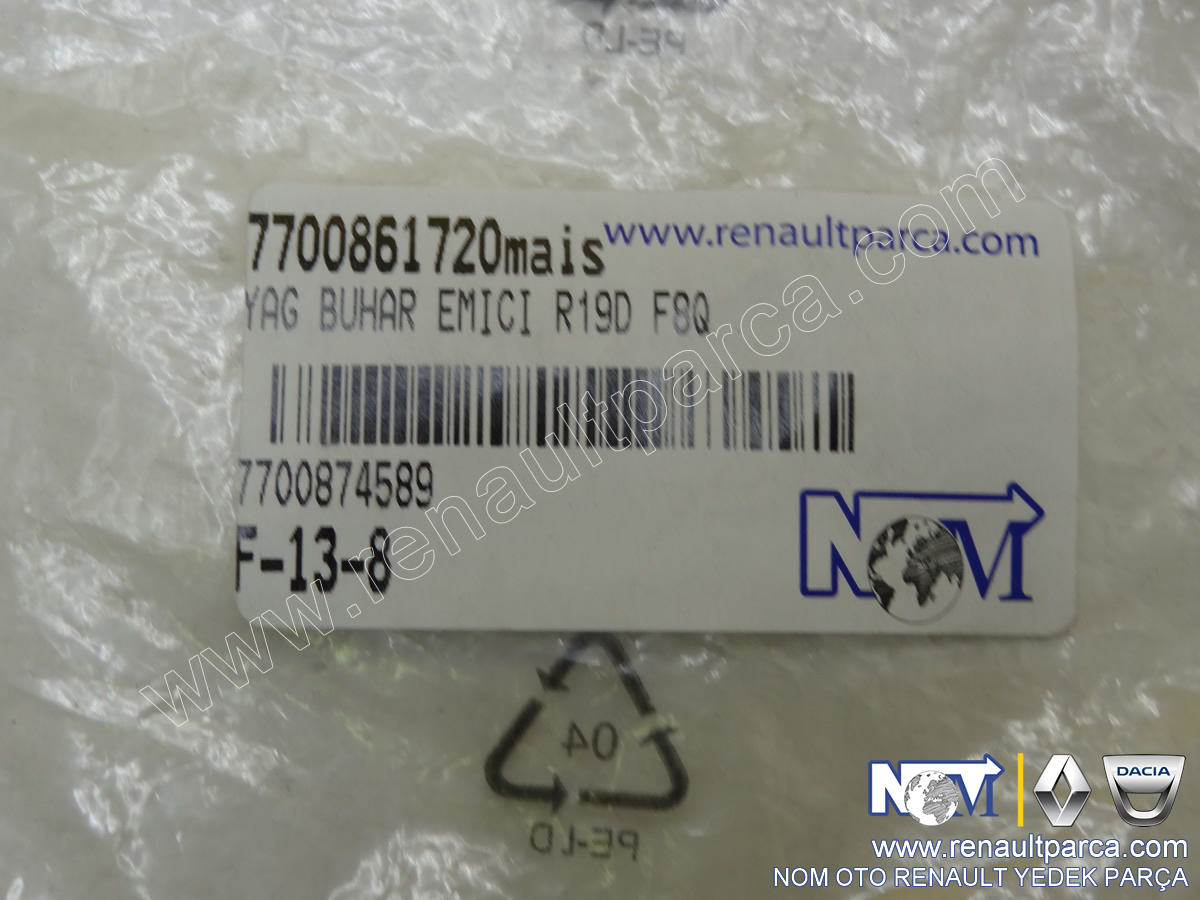 PE-LD
7700861720mais www.renaultparca.com
YAG BUHAR EMICI R19D F8Q
7700874589
F-13-8
NOM
www.renaultparca.com
04
PE-LD
NOM DACIA
www.renaultparca.com
NOM OTO RENAULT YEDEK PARÇA